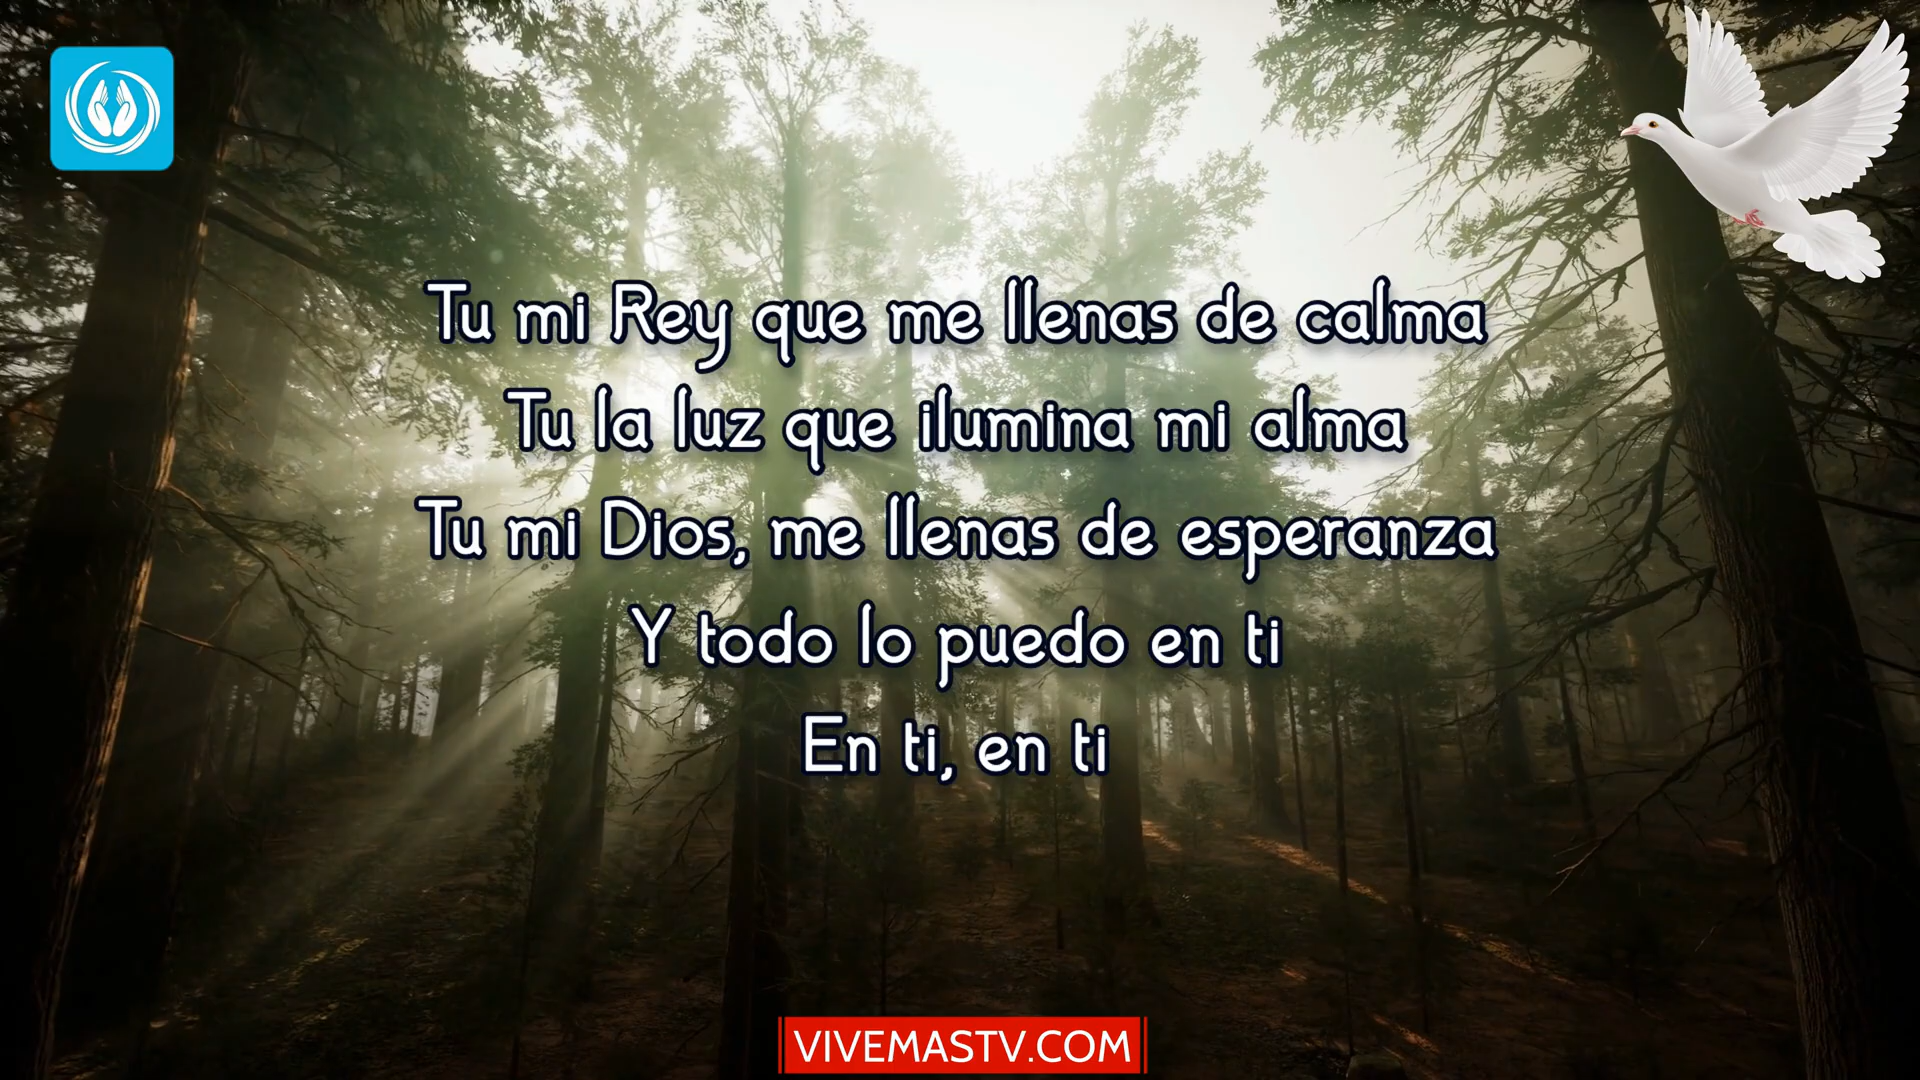 Tu mi Rey que me llenas de calma
Tu la luz que ilumina mi alma
Tu mi Dios, me llenas de esperanza
Y todo lo puedo en ti
En ti, en ti
VIVEMASTV.COM